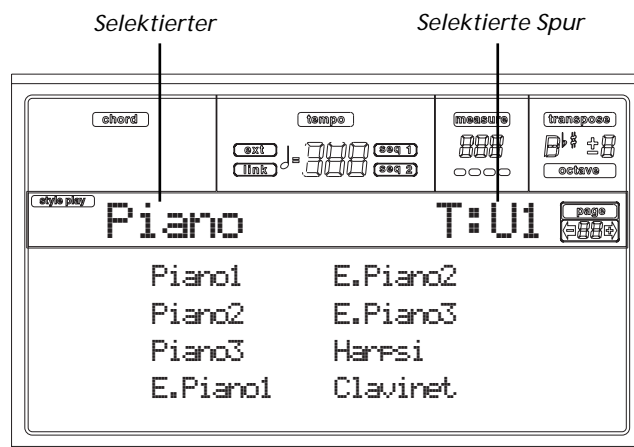 Selektierter Selektierte Spur
chord tempo measure transpose
ext seq 1
link seq 2
octave
style play Piano T:U1 page
Piano1 E.Piano2
Piano2 E.Piano3
Piano3 Harpsi
E.Piano1 Clavinet